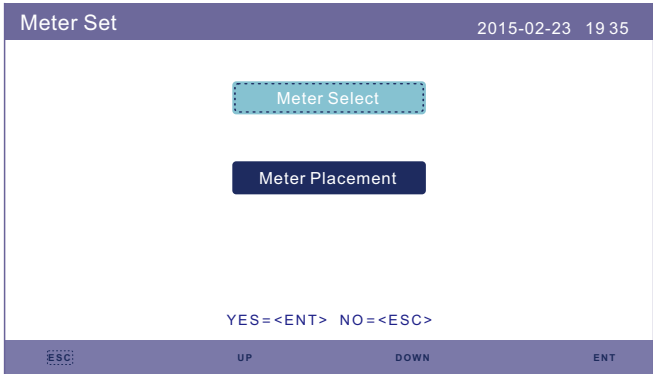 Meter Set 2015-02-23 19 35
Meter Select
Meter Placement
YES=<ENT> NO=<ESC>
ESC UP DOWN ENT